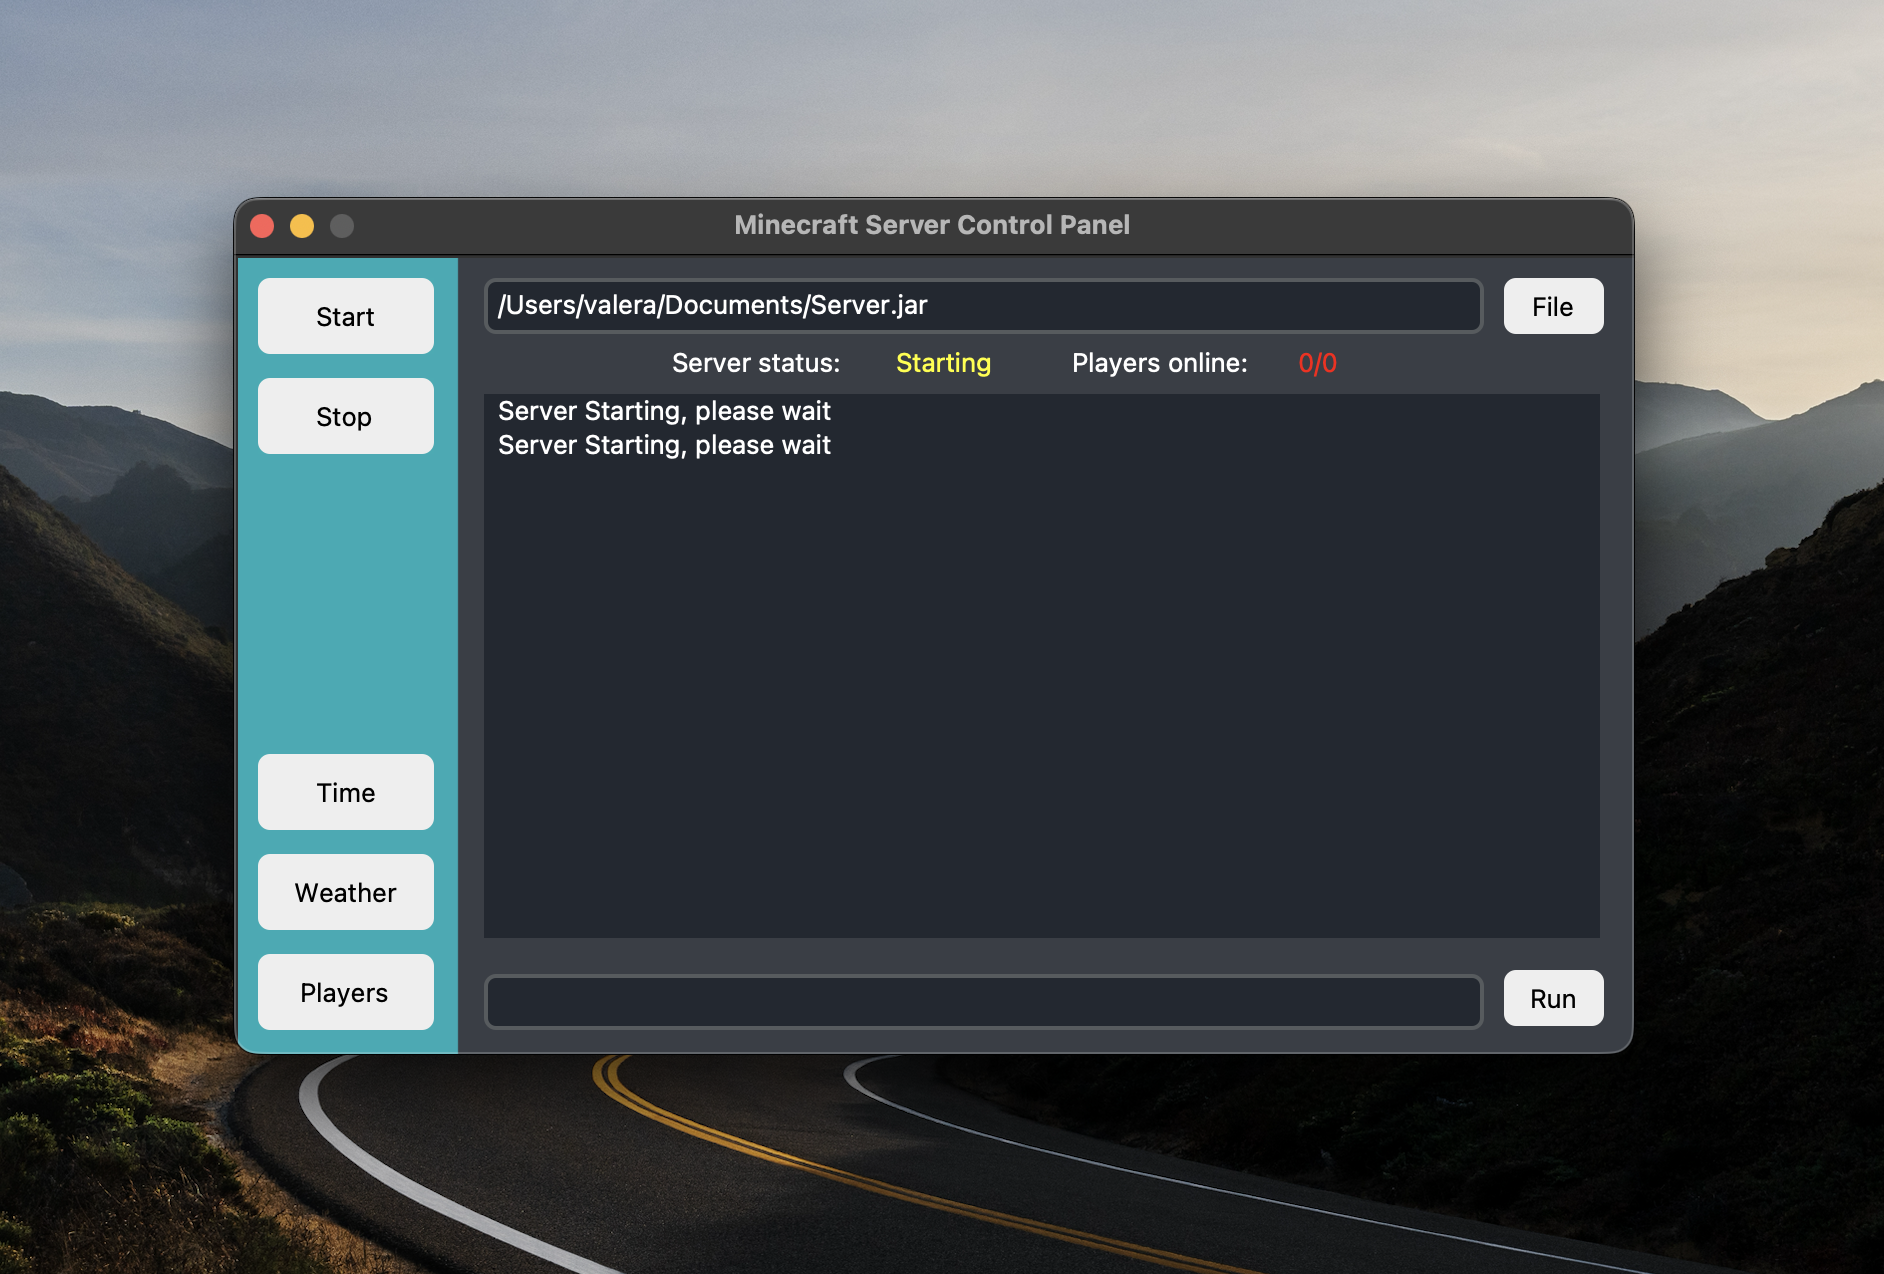 Minecraft Server Control Panel
Start
Stop
Time
Weather
Players
/Users/valera/Documents/Server.jar
File
Server status: Starting Players online: 0/0
Server Starting, please wait
Server Starting, please wait
Run